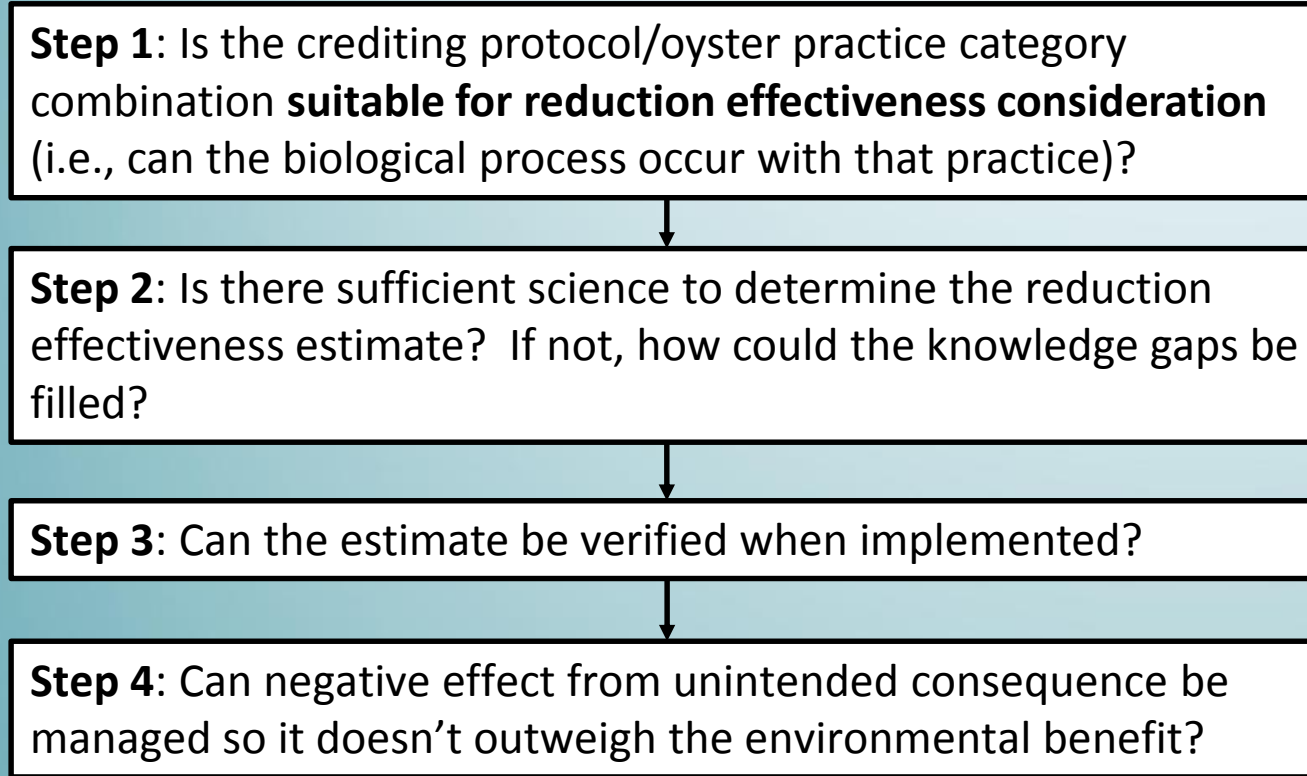 Step 1: Is the crediting protocol/oyster practice category
combination suitable for reduction effectiveness consideration
(i.e., can the biological process occur with that practice)?
Step 2: Is there sufficient science to determine the reduction
effectiveness estimate?  If not, how could the knowledge gaps be
filled?
Step 3: Can the estimate be verified when implemented?
Step 4: Can negative effect from unintended consequence be
managed so it doesn’t outweigh the environmental benefit?